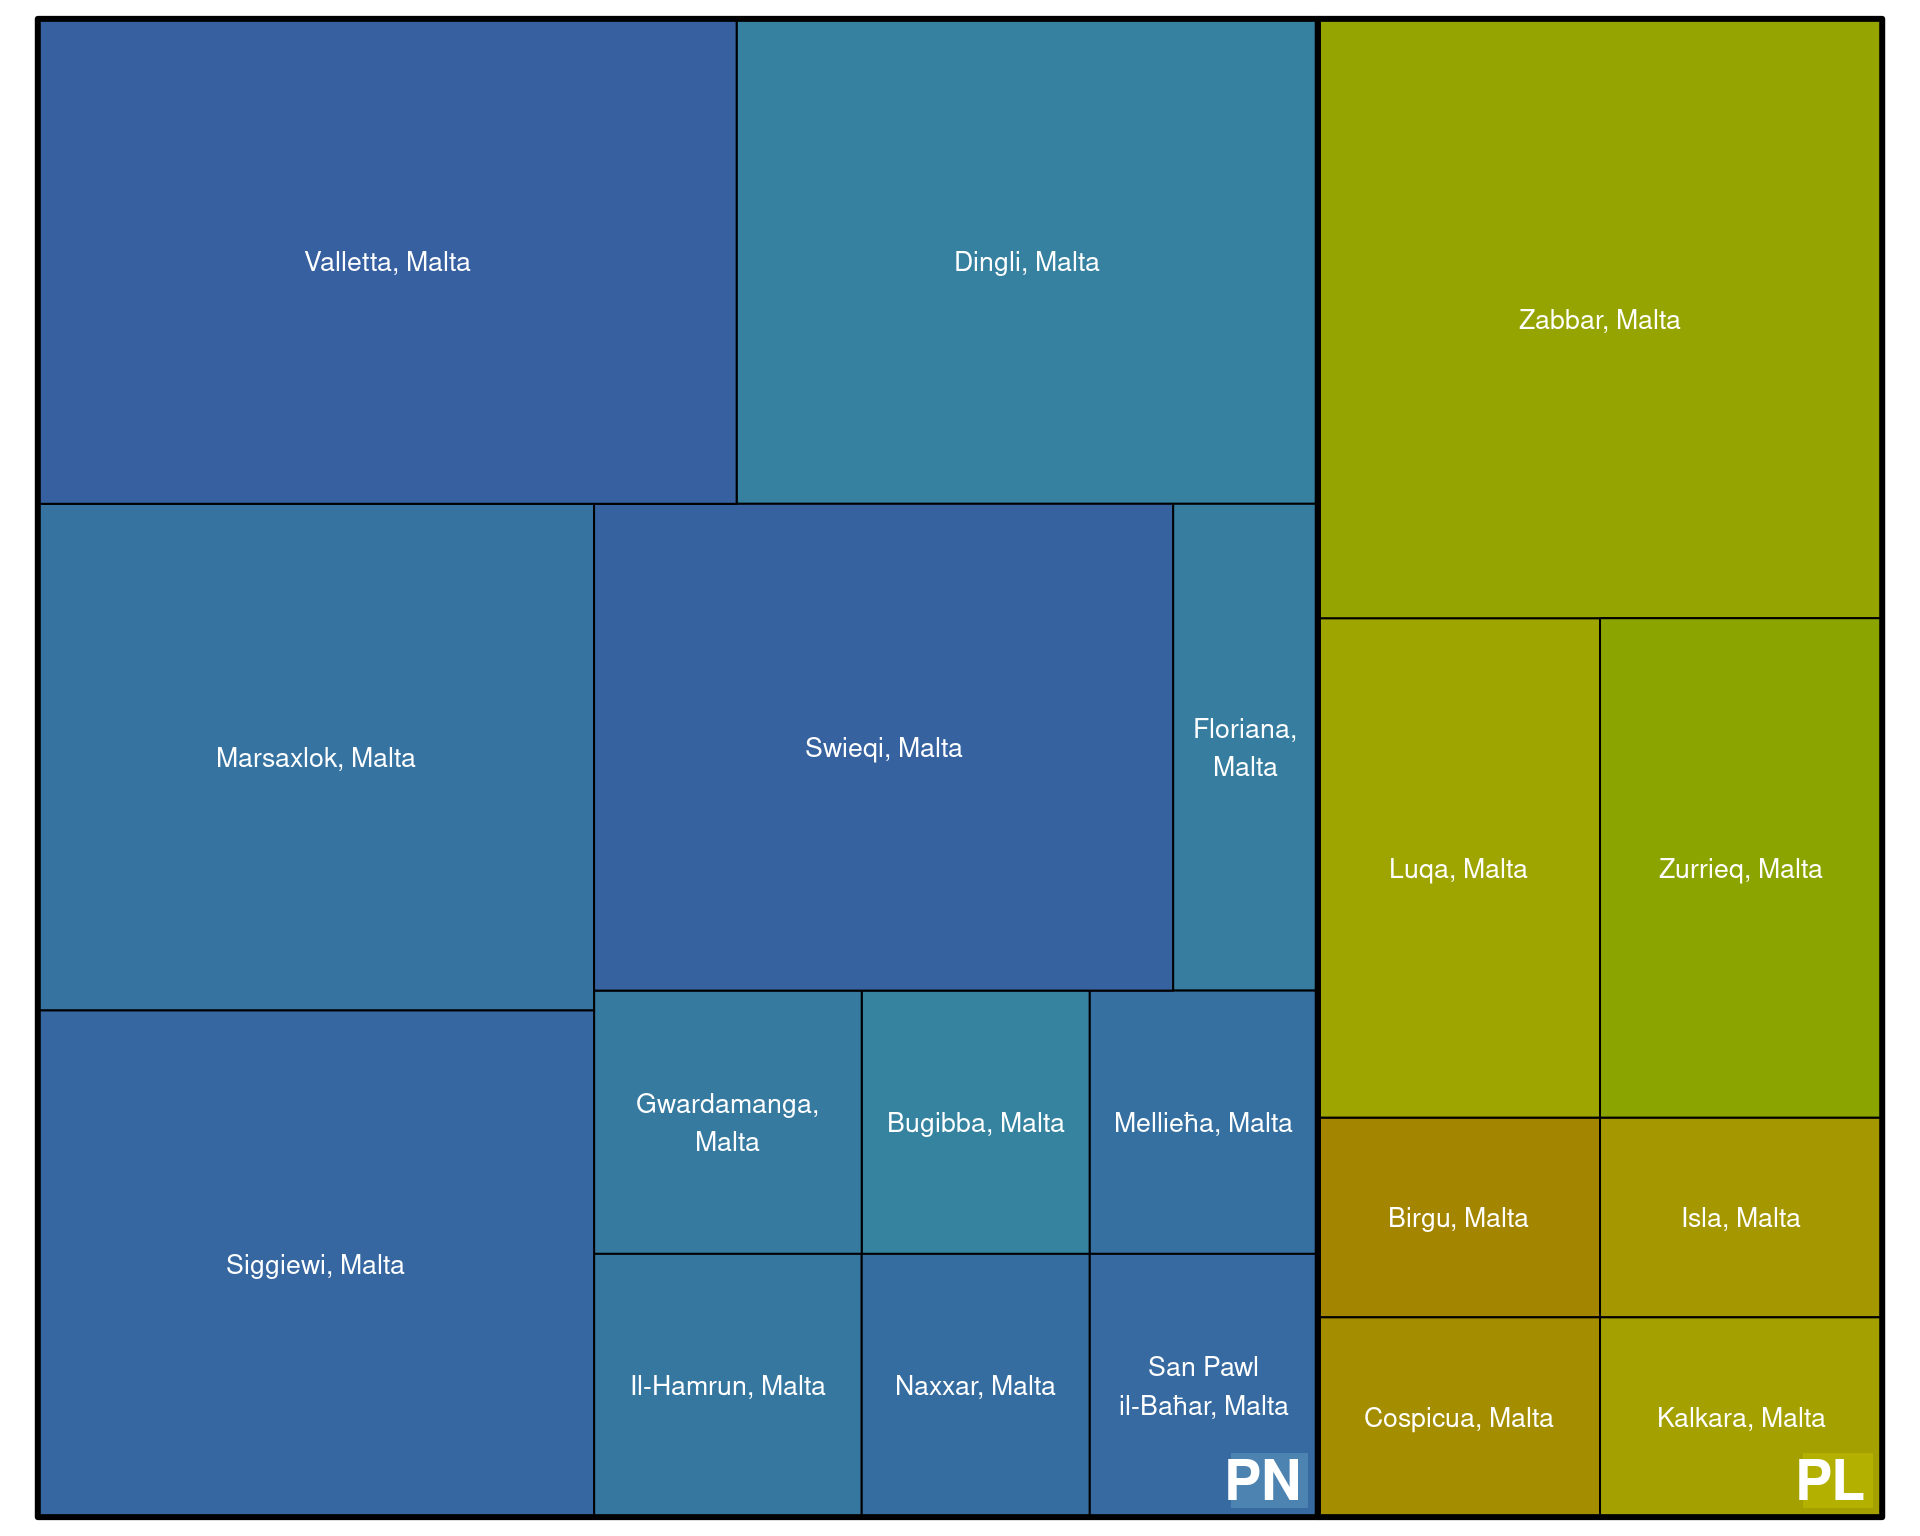 Valletta, Malta
Dingli, Malta
Zabbar, Malta
Marsaxlok, Malta
Swieqi, Malta
Floriana,
Malta
Luqa, Malta
Zurrieq, Malta
Siggiewi, Malta
Gwardamanga,
Malta
Bugibba, Malta
Mellieħa, Malta
Birgu, Malta
Isla, Malta
Il-Hamrun, Malta
Naxxar, Malta
San Pawl
il-Baħar, Malta
Cospicua, Malta
Kalkara, Malta
PN
PL